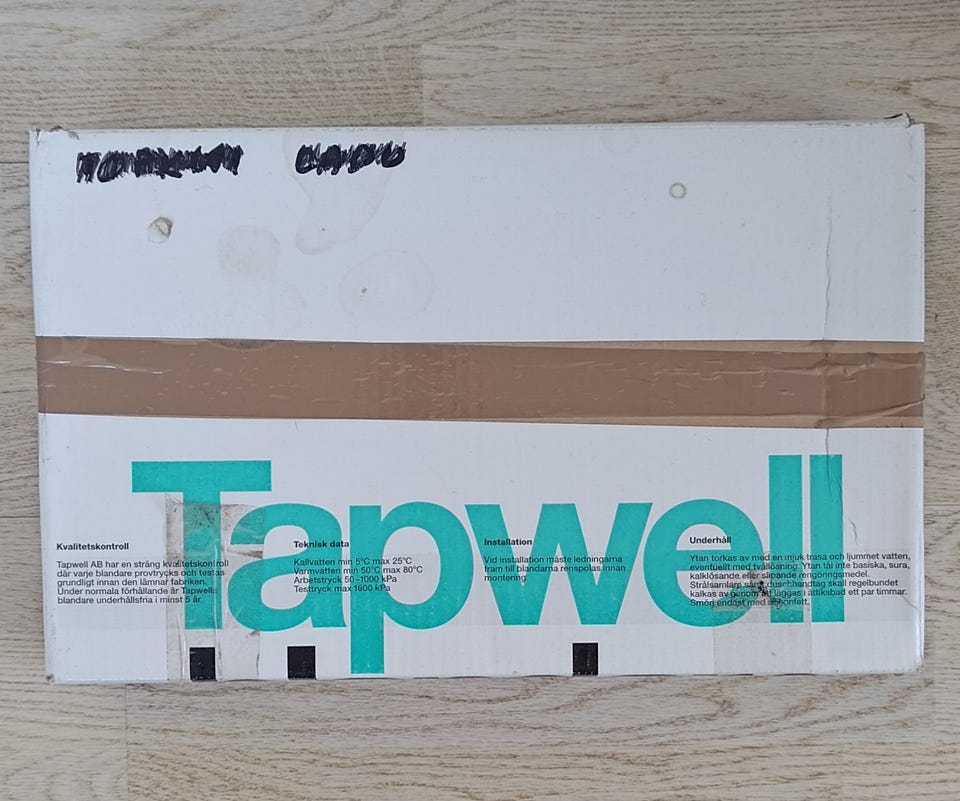 Tapwell
Kvalitetskontroll
Tapwell AB har en sträng kvalitetskontroll
där varje blandare provtrycks och testas
grundligt innan den lämnar fabriken.
Under normala förhållande är Tapwells
blandare underhållsfria i minst 5 år.
Teknisk data
Kallvatten min 5°C max 25°C
Varmvatten min 50°C max 80°C
Arbetstryck 50–1000 kPa
Testtryck max 1600 kPa
Installation
Vid installation måste ledningarna
fram till blandarna renspolas innan
montering.
Underhåll
Ytan torkas av med en mjuk trasa och ljummet vatten,
eventuellt med tvållösning. Ytan tål inte basiska, sura,
kalklösande eller slipande rengöringsmedel.
Strålsamlare samt duschhandtag skall regelbundet
kalkas av genom att läggas i ättiksbad ett par timmar.
Smörj endast med silikonfett.